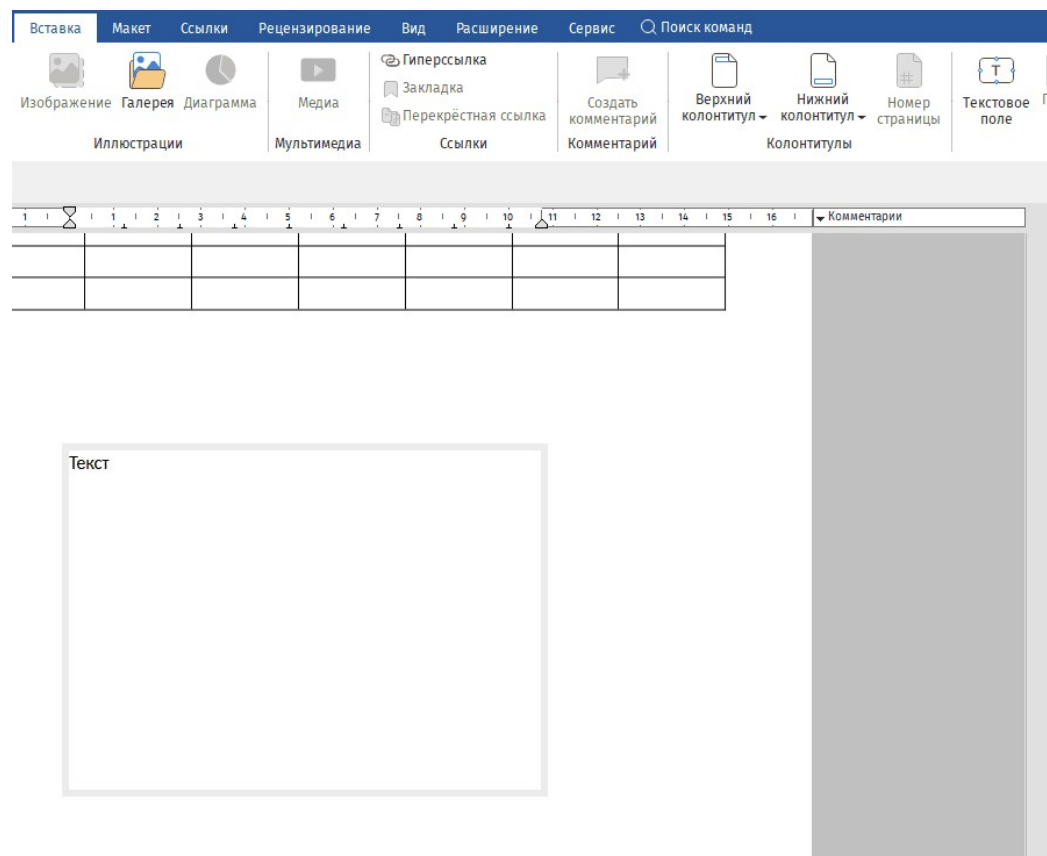 Вставка Макет Ссылки Рецензирование Вид Расширение Сервис Поиск команд
Изображение Галерея Диаграмма
Иллюстрации
Медиа
Мультимедиа
Гиперссылка
Закладка
Перекрёстная ссылка
Ссылки
Создать
комментарий
Комментарий
Верхний
колонтитул
Нижний
колонтитул
Номер
страницы
Колонтитулы
T
Текстовое
поле
1 1 2 3 4 5 6 7 8 9 10 11 12 13 14 15 16
Комментарии
Текст